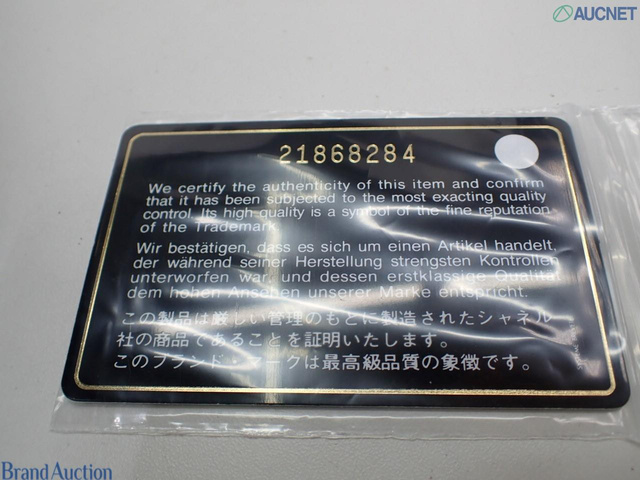 AUCNET
21868284
We certify the authenticity of this item and confirm
that it has been subjected to the most exacting quality
control. Its high quality is a symbol of the fine reputation
of the Trademark.
Wir bestätigen, dass es sich um einen Artikel handelt,
der während seiner Herstellung strengsten Kontrollen
unterworfen war, und dessen erstklassige Qualität
dem hohen Ansehen unserer Marke entspricht.
この製品は厳しい管理のもとに製造されたシャネル
社の商品であることを証明いたします。
このブランド・マークは最高級品質の象徴です。
Brand Auction